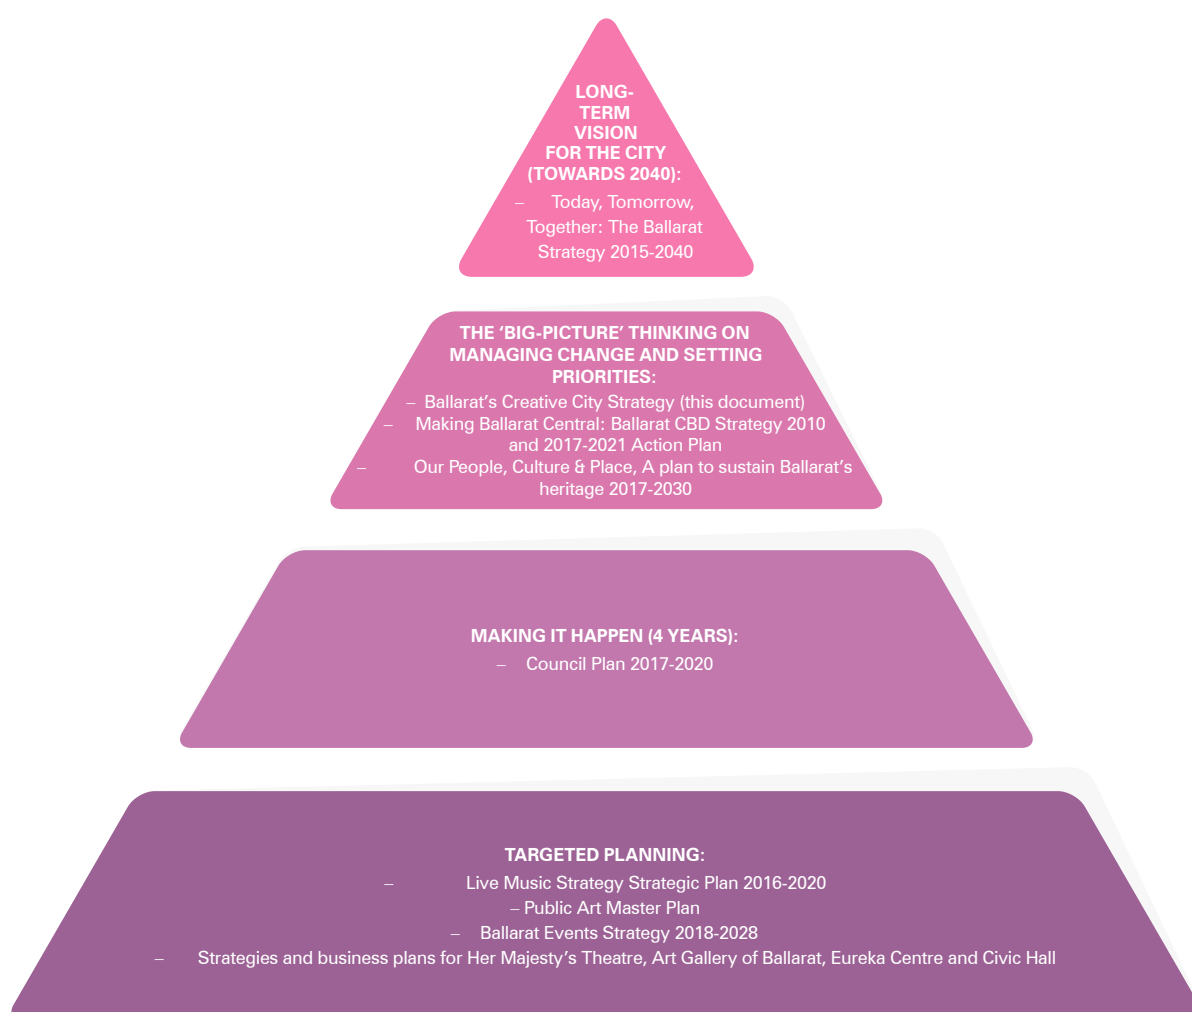 LONG-
TERM
VISION
FOR THE CITY
(TOWARDS 2040):
– Today, Tomorrow,
Together: The Ballarat
Strategy 2015-2040
THE ‘BIG-PICTURE’ THINKING ON
MANAGING CHANGE AND SETTING
PRIORITIES:
– Ballarat’s Creative City Strategy (this document)
– Making Ballarat Central: Ballarat CBD Strategy 2010
and 2017-2021 Action Plan
– Our People, Culture & Place, A plan to sustain Ballarat’s
heritage 2017-2030
MAKING IT HAPPEN (4 YEARS):
– Council Plan 2017-2020
TARGETED PLANNING:
– Live Music Strategy Strategic Plan 2016-2020
– Public Art Master Plan
– Ballarat Events Strategy 2018-2028
– Strategies and business plans for Her Majesty’s Theatre, Art Gallery of Ballarat, Eureka Centre and Civic Hall